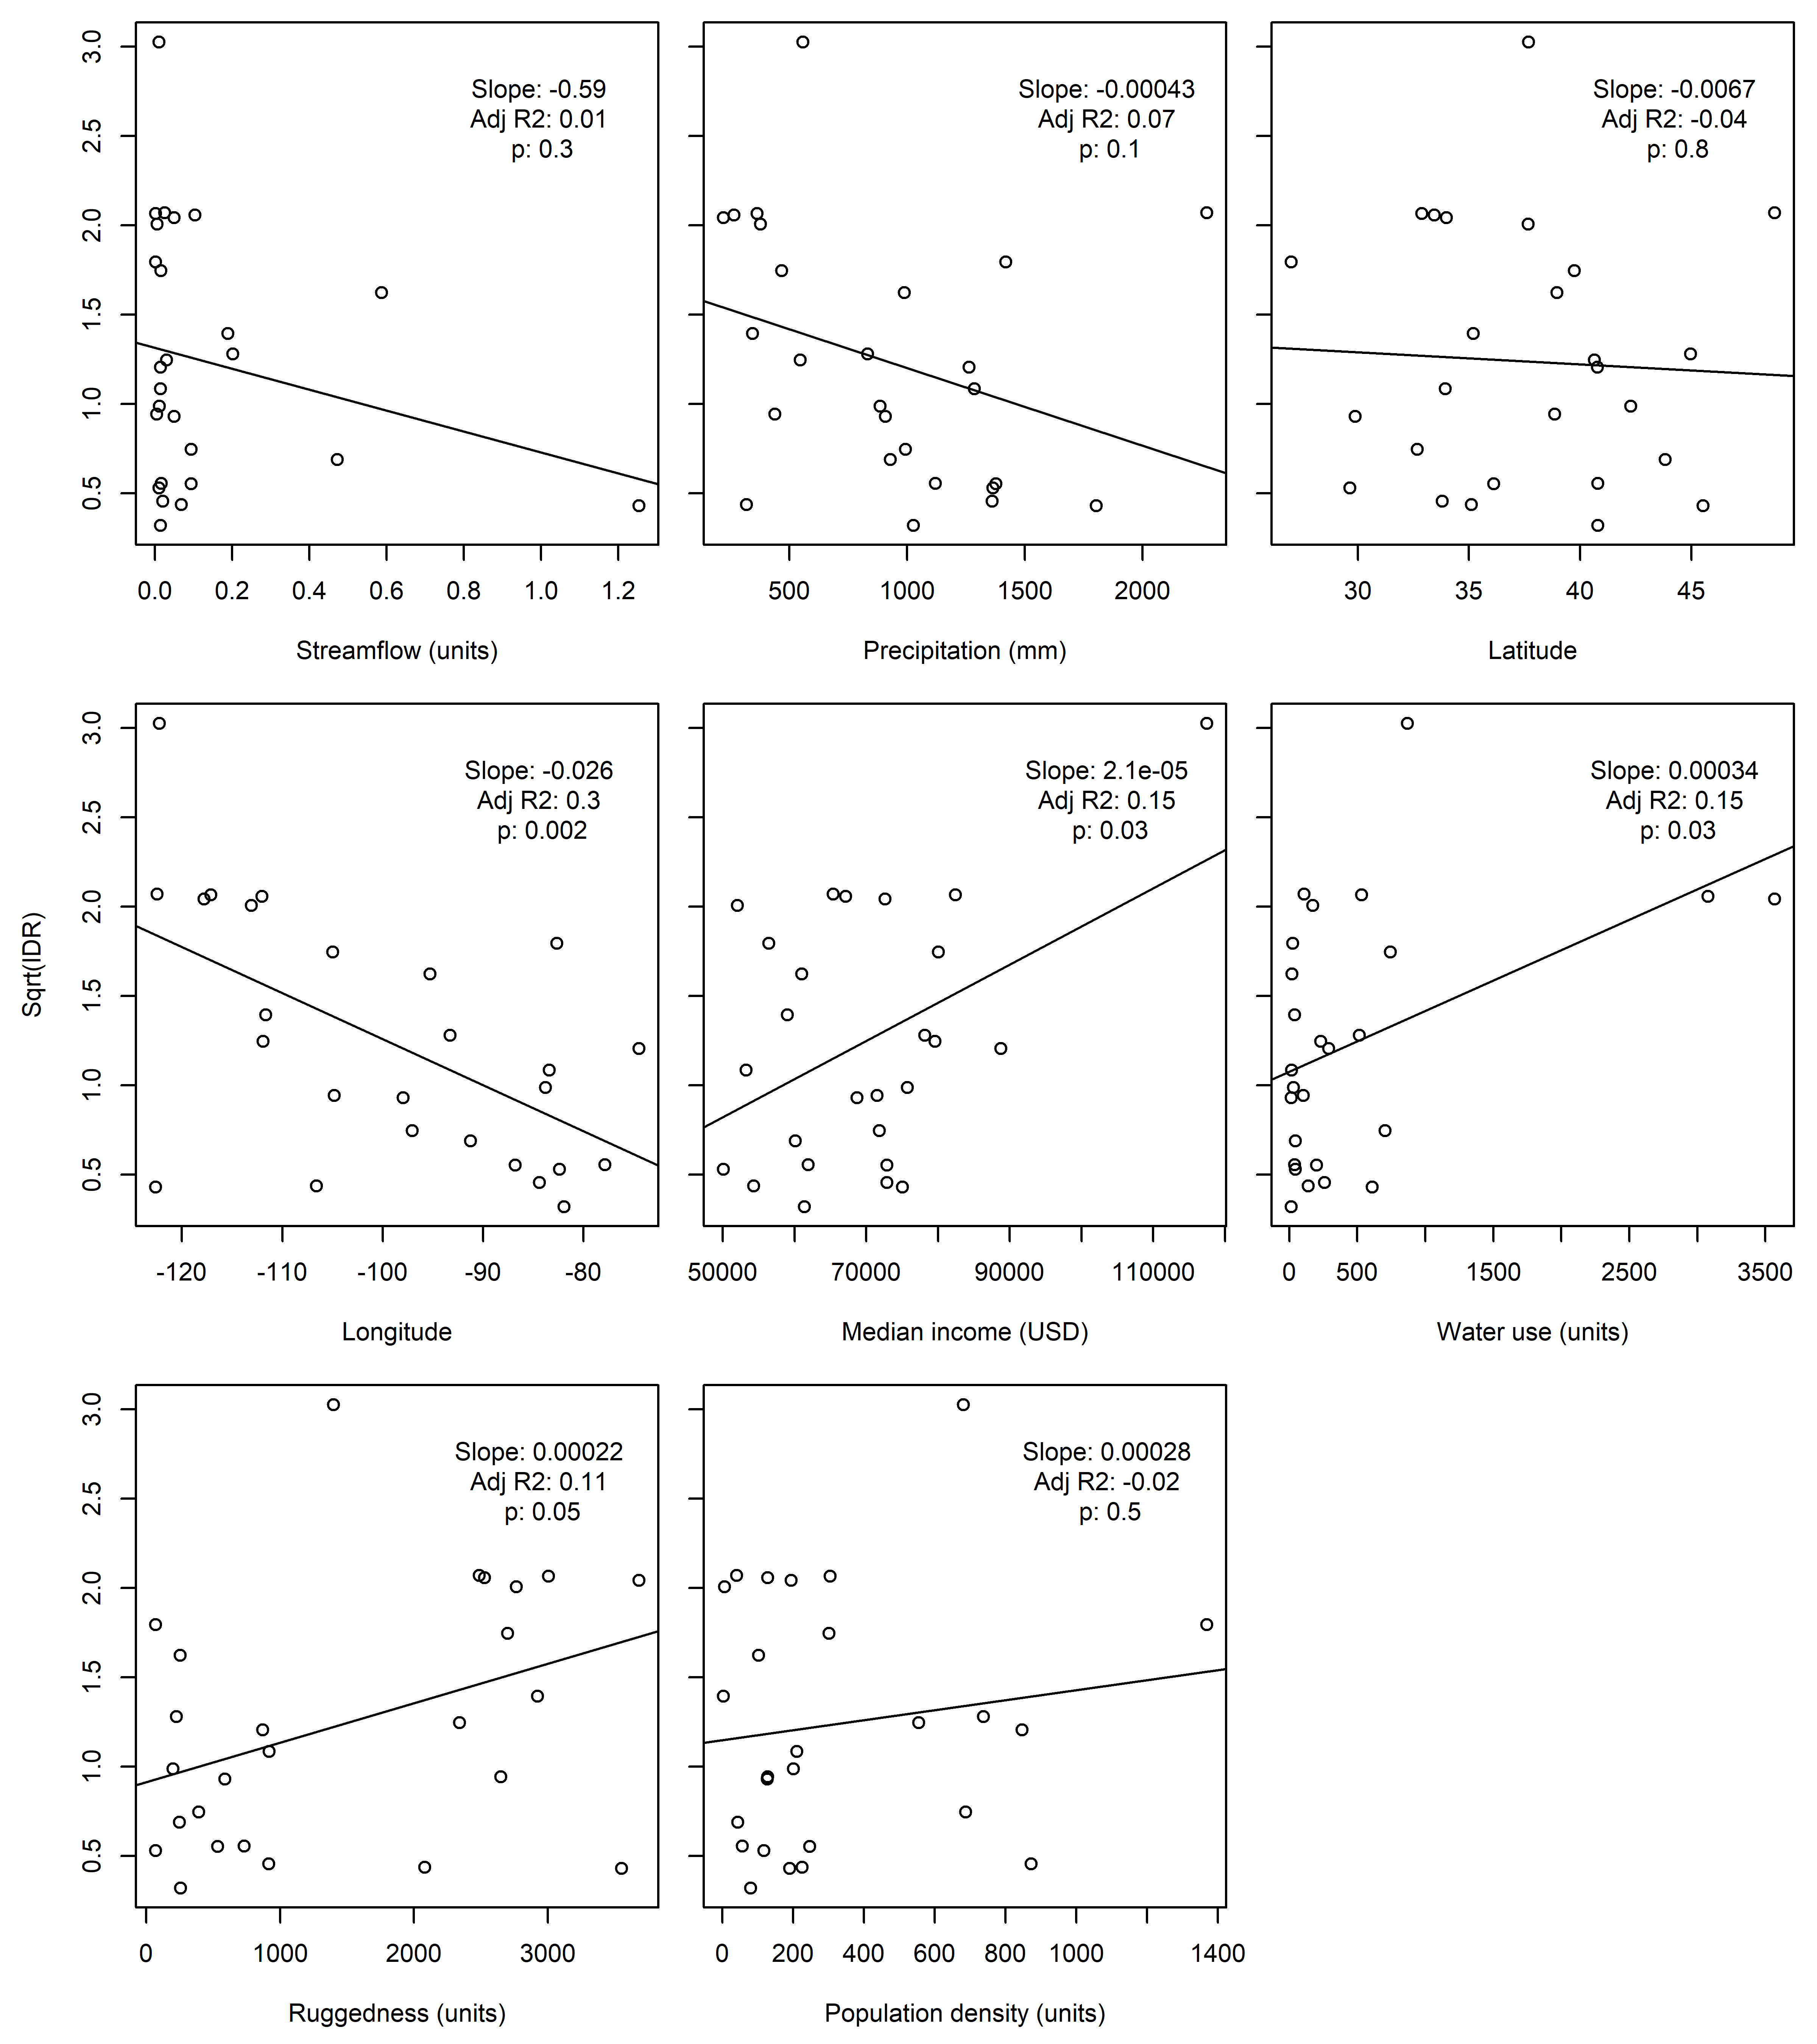 3.0
2.5
2.0
1.5
1.0
0.5
Slope: -0.59
Adj R2: 0.01
p: 0.3
0.0 0.2 0.4 0.6 0.8 1.0 1.2
Streamflow (units)
Slope: -0.00043
Adj R2: 0.07
p: 0.1
500 1000 1500 2000
Precipitation (mm)
Slope: -0.0067
Adj R2: -0.04
p: 0.8
30 35 40 45
Latitude
Sqrt(IDR)
3.0
2.5
2.0
1.5
1.0
0.5
Slope: -0.026
Adj R2: 0.3
p: 0.002
-120 -110 -100 -90 -80
Longitude
Slope: 2.1e-05
Adj R2: 0.15
p: 0.03
50000 70000 90000 110000
Median income (USD)
Slope: 0.00034
Adj R2: 0.15
p: 0.03
0 500 1500 2500 3500
Water use (units)
3.0
2.5
2.0
1.5
1.0
0.5
Slope: 0.00022
Adj R2: 0.11
p: 0.05
0 1000 2000 3000
Ruggedness (units)
Slope: 0.00028
Adj R2: -0.02
p: 0.5
0 200 400 600 800 1000 1400
Population density (units)